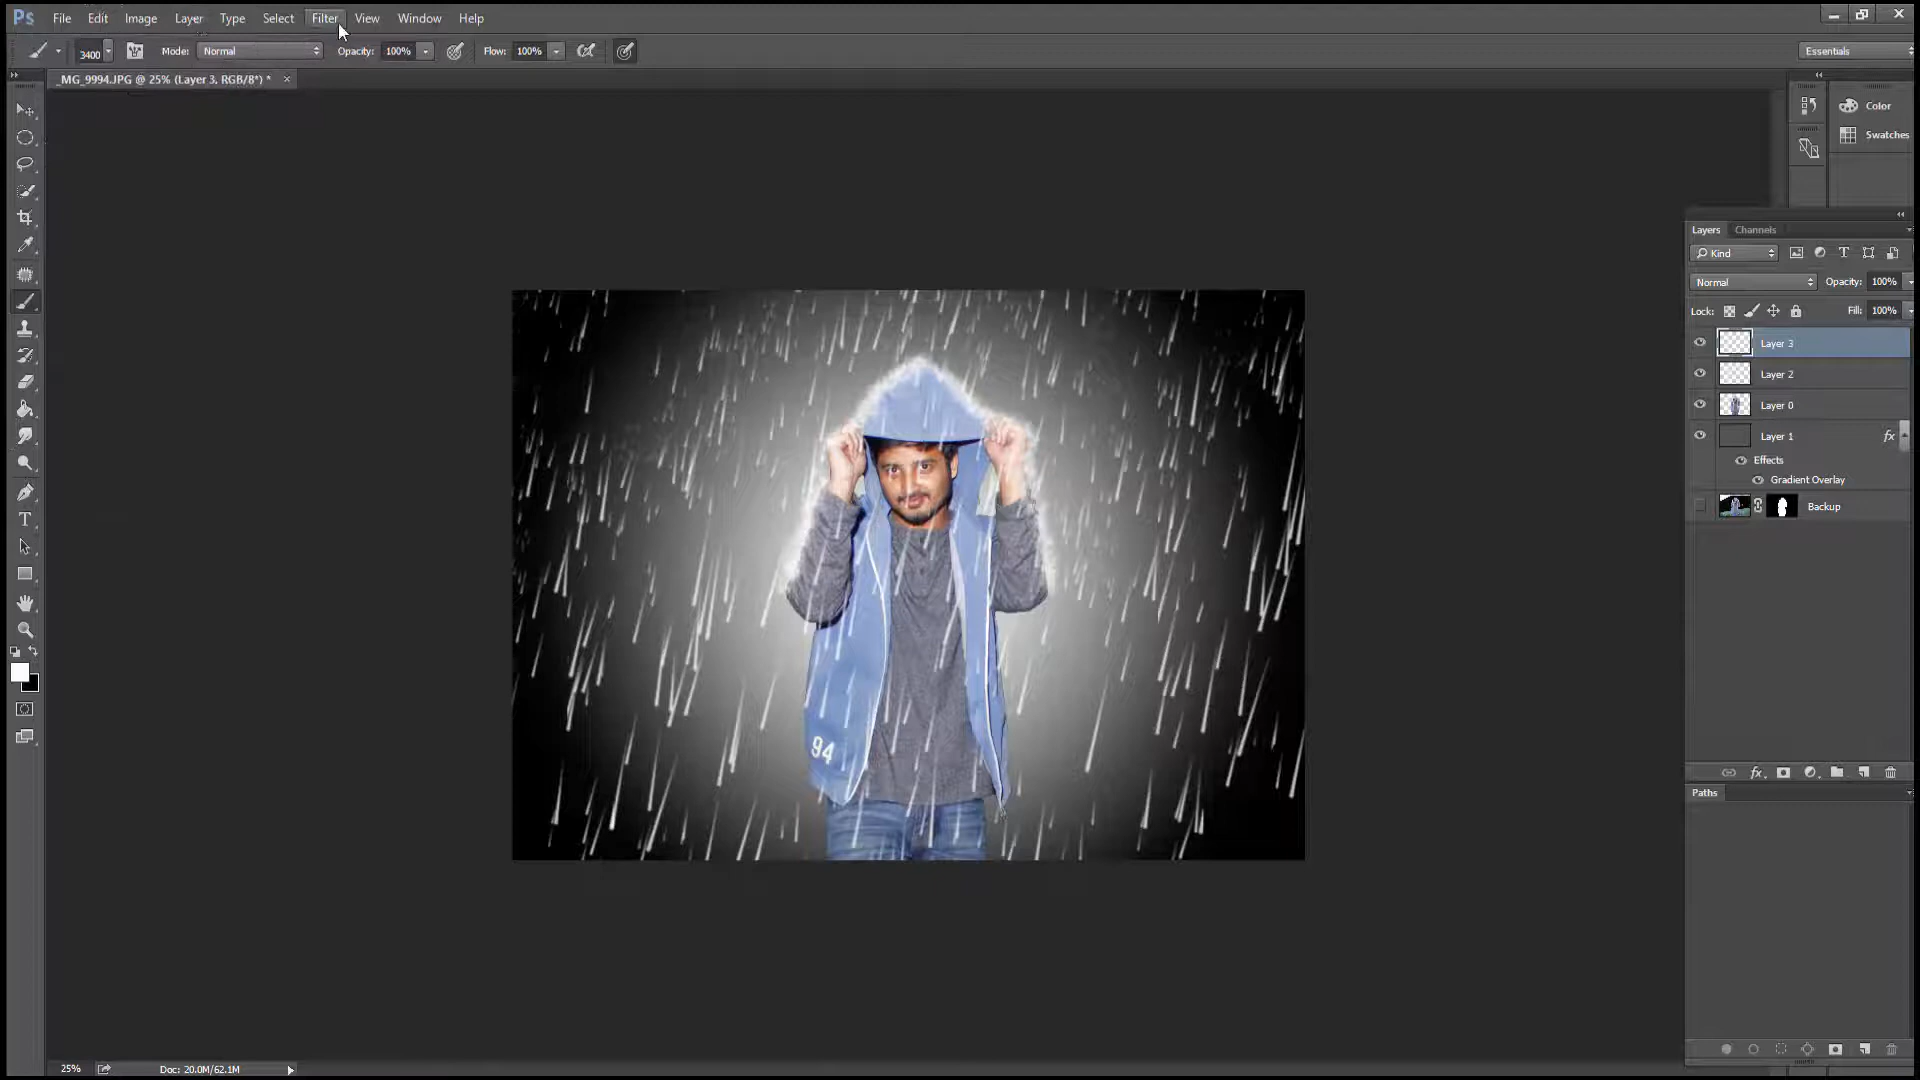 Ps File Edit Image Layer Type Select Filter View Window Help
3400 Mode: Normal Opacity: 100% Flow: 100% Essentials
_MG_9994.JPG @ 25% (Layer 3, RGB/8*) * ×
Color
Swatches
Layers Channels
Kind T
Normal Opacity: 100%
Lock: Fill: 100%
Layer 3
Layer 2
Layer 0
Layer 1 fx
Effects
Gradient Overlay
Backup
94
fx
Paths
T
25% Doc: 20.0M/62.1M